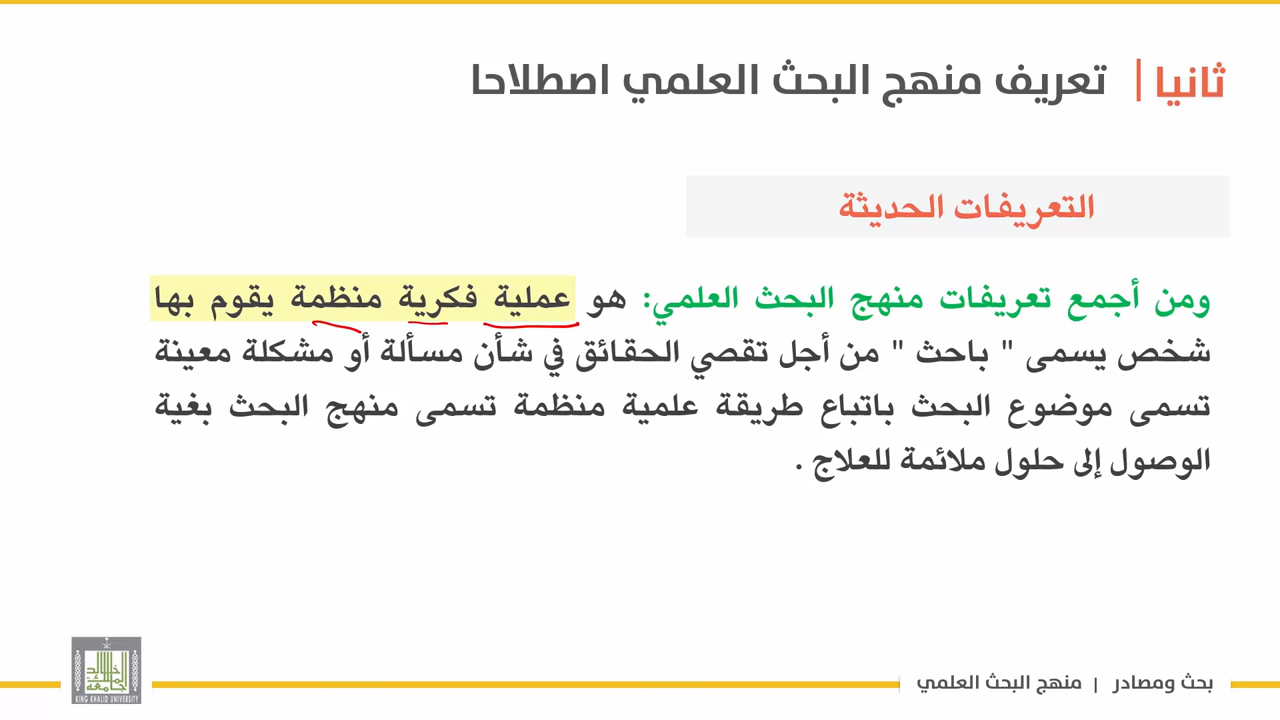 ثانيا | تعريف منهج البحث العلمي اصطلاحا
التعريفات الحديثة
ومن أجمع تعريفات منهج البحث العلمي: هو عملية فكرية منظمة يقوم بها
شخص يسمى " باحث " من أجل تقصي الحقائق في شأن مسألة أو مشكلة معينة
تسمى موضوع البحث باتباع طريقة علمية منظمة تسمى منهج البحث بغية
الوصول إلى حلول ملائمة للعلاج .
جامعة الملك خالد
KING KHALID UNIVERSITY
بحث ومصادر | منهج البحث العلمي